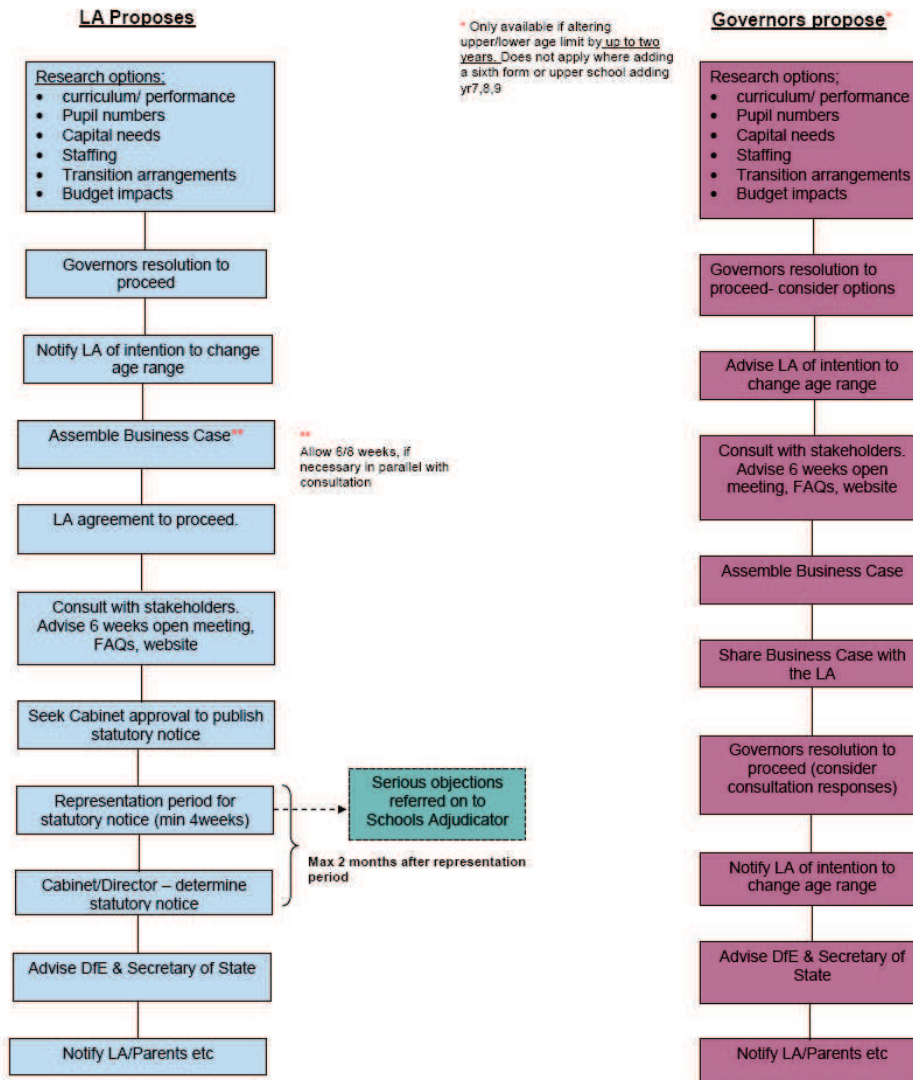 LA Proposes
Research options;
• curriculum/ performance
• Pupil numbers
• Capital needs
• Staffing
• Transition arrangements
• Budget impacts
Governors resolution to
proceed
Notify LA of intention to change
age range
Assemble Business Case**
**
Allow 6/8 weeks, if
necessary in parallel with
consultation
LA agreement to proceed.
Consult with stakeholders.
Advise 6 weeks open meeting,
FAQs, website
Seek Cabinet approval to publish
statutory notice
Representation period for
statutory notice (min 4weeks)
Serious objections
referred on to
Schools Adjudicator
Max 2 months after representation
period
Cabinet/Director – determine
statutory notice
Advise DfE & Secretary of State
Notify LA/Parents etc
* Only available if altering
upper/lower age limit by up to two
years. Does not apply where adding
a sixth form or upper school adding
yr7,8,9
Governors propose*
Research options;
• curriculum/ performance
• Pupil numbers
• Capital needs
• Staffing
• Transition arrangements
• Budget impacts
Governors resolution to
proceed- consider options
Advise LA of intention to
change age range
Consult with stakeholders.
Advise 6 weeks open
meeting, FAQs, website
Assemble Business Case
Share Business Case with
the LA
Governors resolution to
proceed (consider
consultation responses)
Notify LA of intention to
change age range
Advise DfE & Secretary of
State
Notify LA/Parents etc